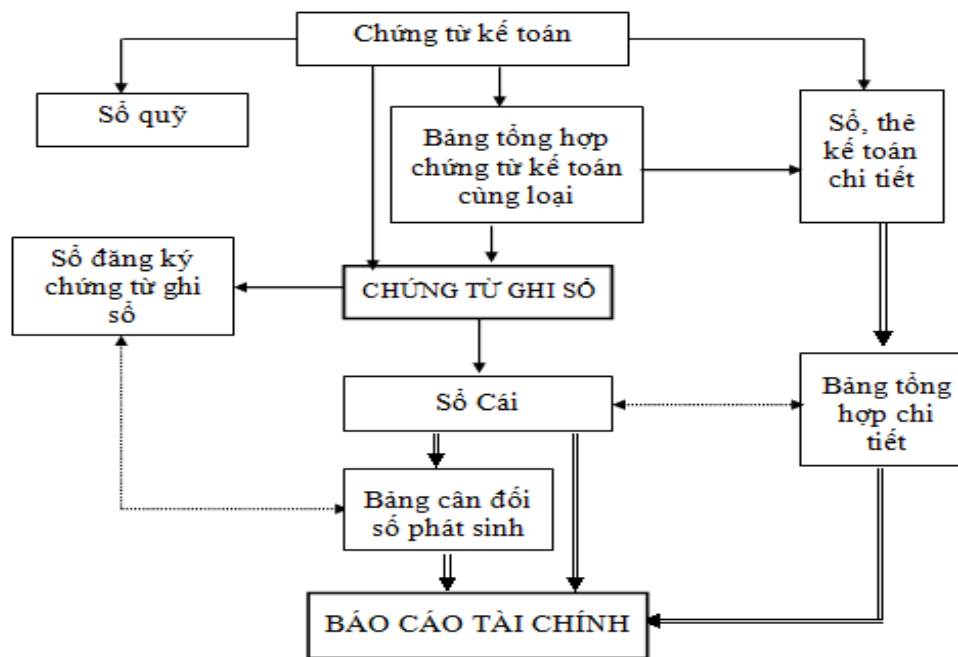 Chứng từ kế toán
Sổ quỹ
Bảng tổng hợp
chứng từ kế toán
cùng loại
Sổ, thẻ
kế toán
chi tiết
Sổ đăng ký
chứng từ ghi
sổ
CHỨNG TỪ GHI SỔ
Sổ Cái
Bảng tổng
hợp chi
tiết
Bảng cân đối
số phát sinh
BÁO CÁO TÀI CHÍNH